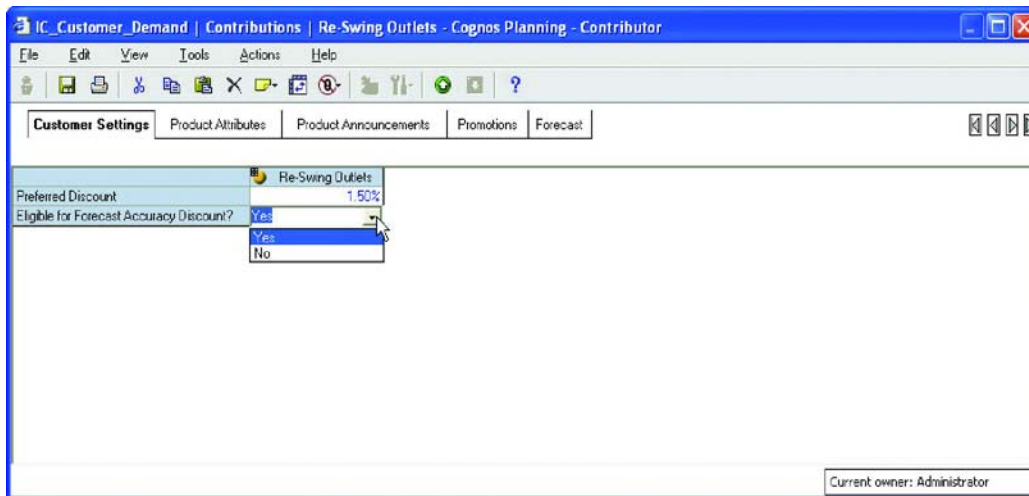 IC_Customer_Demand | Contributions | Re-Swing Outlets - Cognos Planning - Contributor
File Edit View Tools Actions Help
Customer Settings Product Attributes Product Announcements Promotions Forecast
Re-Swing Outlets
Preferred Discount 1.50%
Eligible for Forecast Accuracy Discount? Yes
Yes
No
Current owner: Administrator